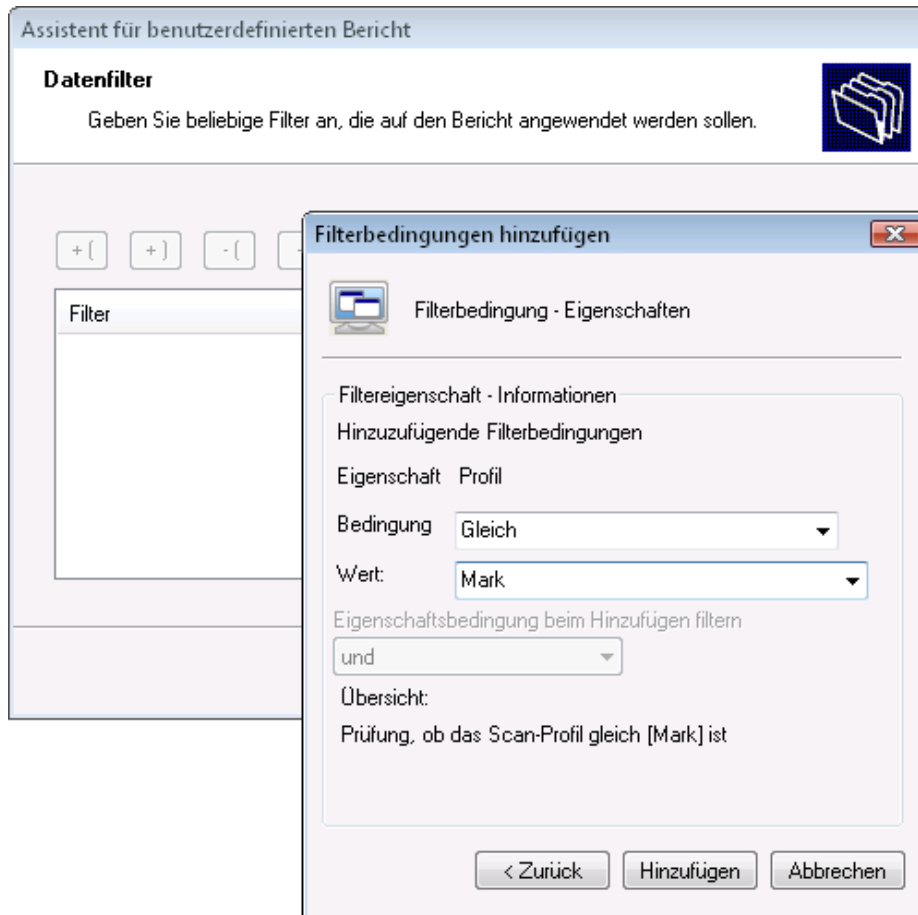 Assistent für benutzerdefinierten Bericht
Datenfilter
Geben Sie beliebige Filter an, die auf den Bericht angewendet werden sollen.
+ (
+ )
- (
Filter
Filterbedingungen hinzufügen
Filterbedingung - Eigenschaften
Filtereigenschaft - Informationen
Hinzuzufügende Filterbedingungen
Eigenschaft Profil
Bedingung Gleich
Wert: Mark
Eigenschaftsbedingung beim Hinzufügen filtern
und
Übersicht:
Prüfung, ob das Scan-Profil gleich [Mark] ist
< Zurück Hinzufügen Abbrechen